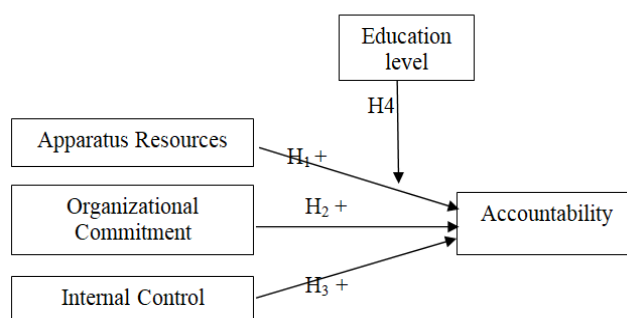 Education
level
H4
Apparatus Resources
H₁ +
Organizational
Commitment
H₂ +
Accountability
Internal Control
H₃ +